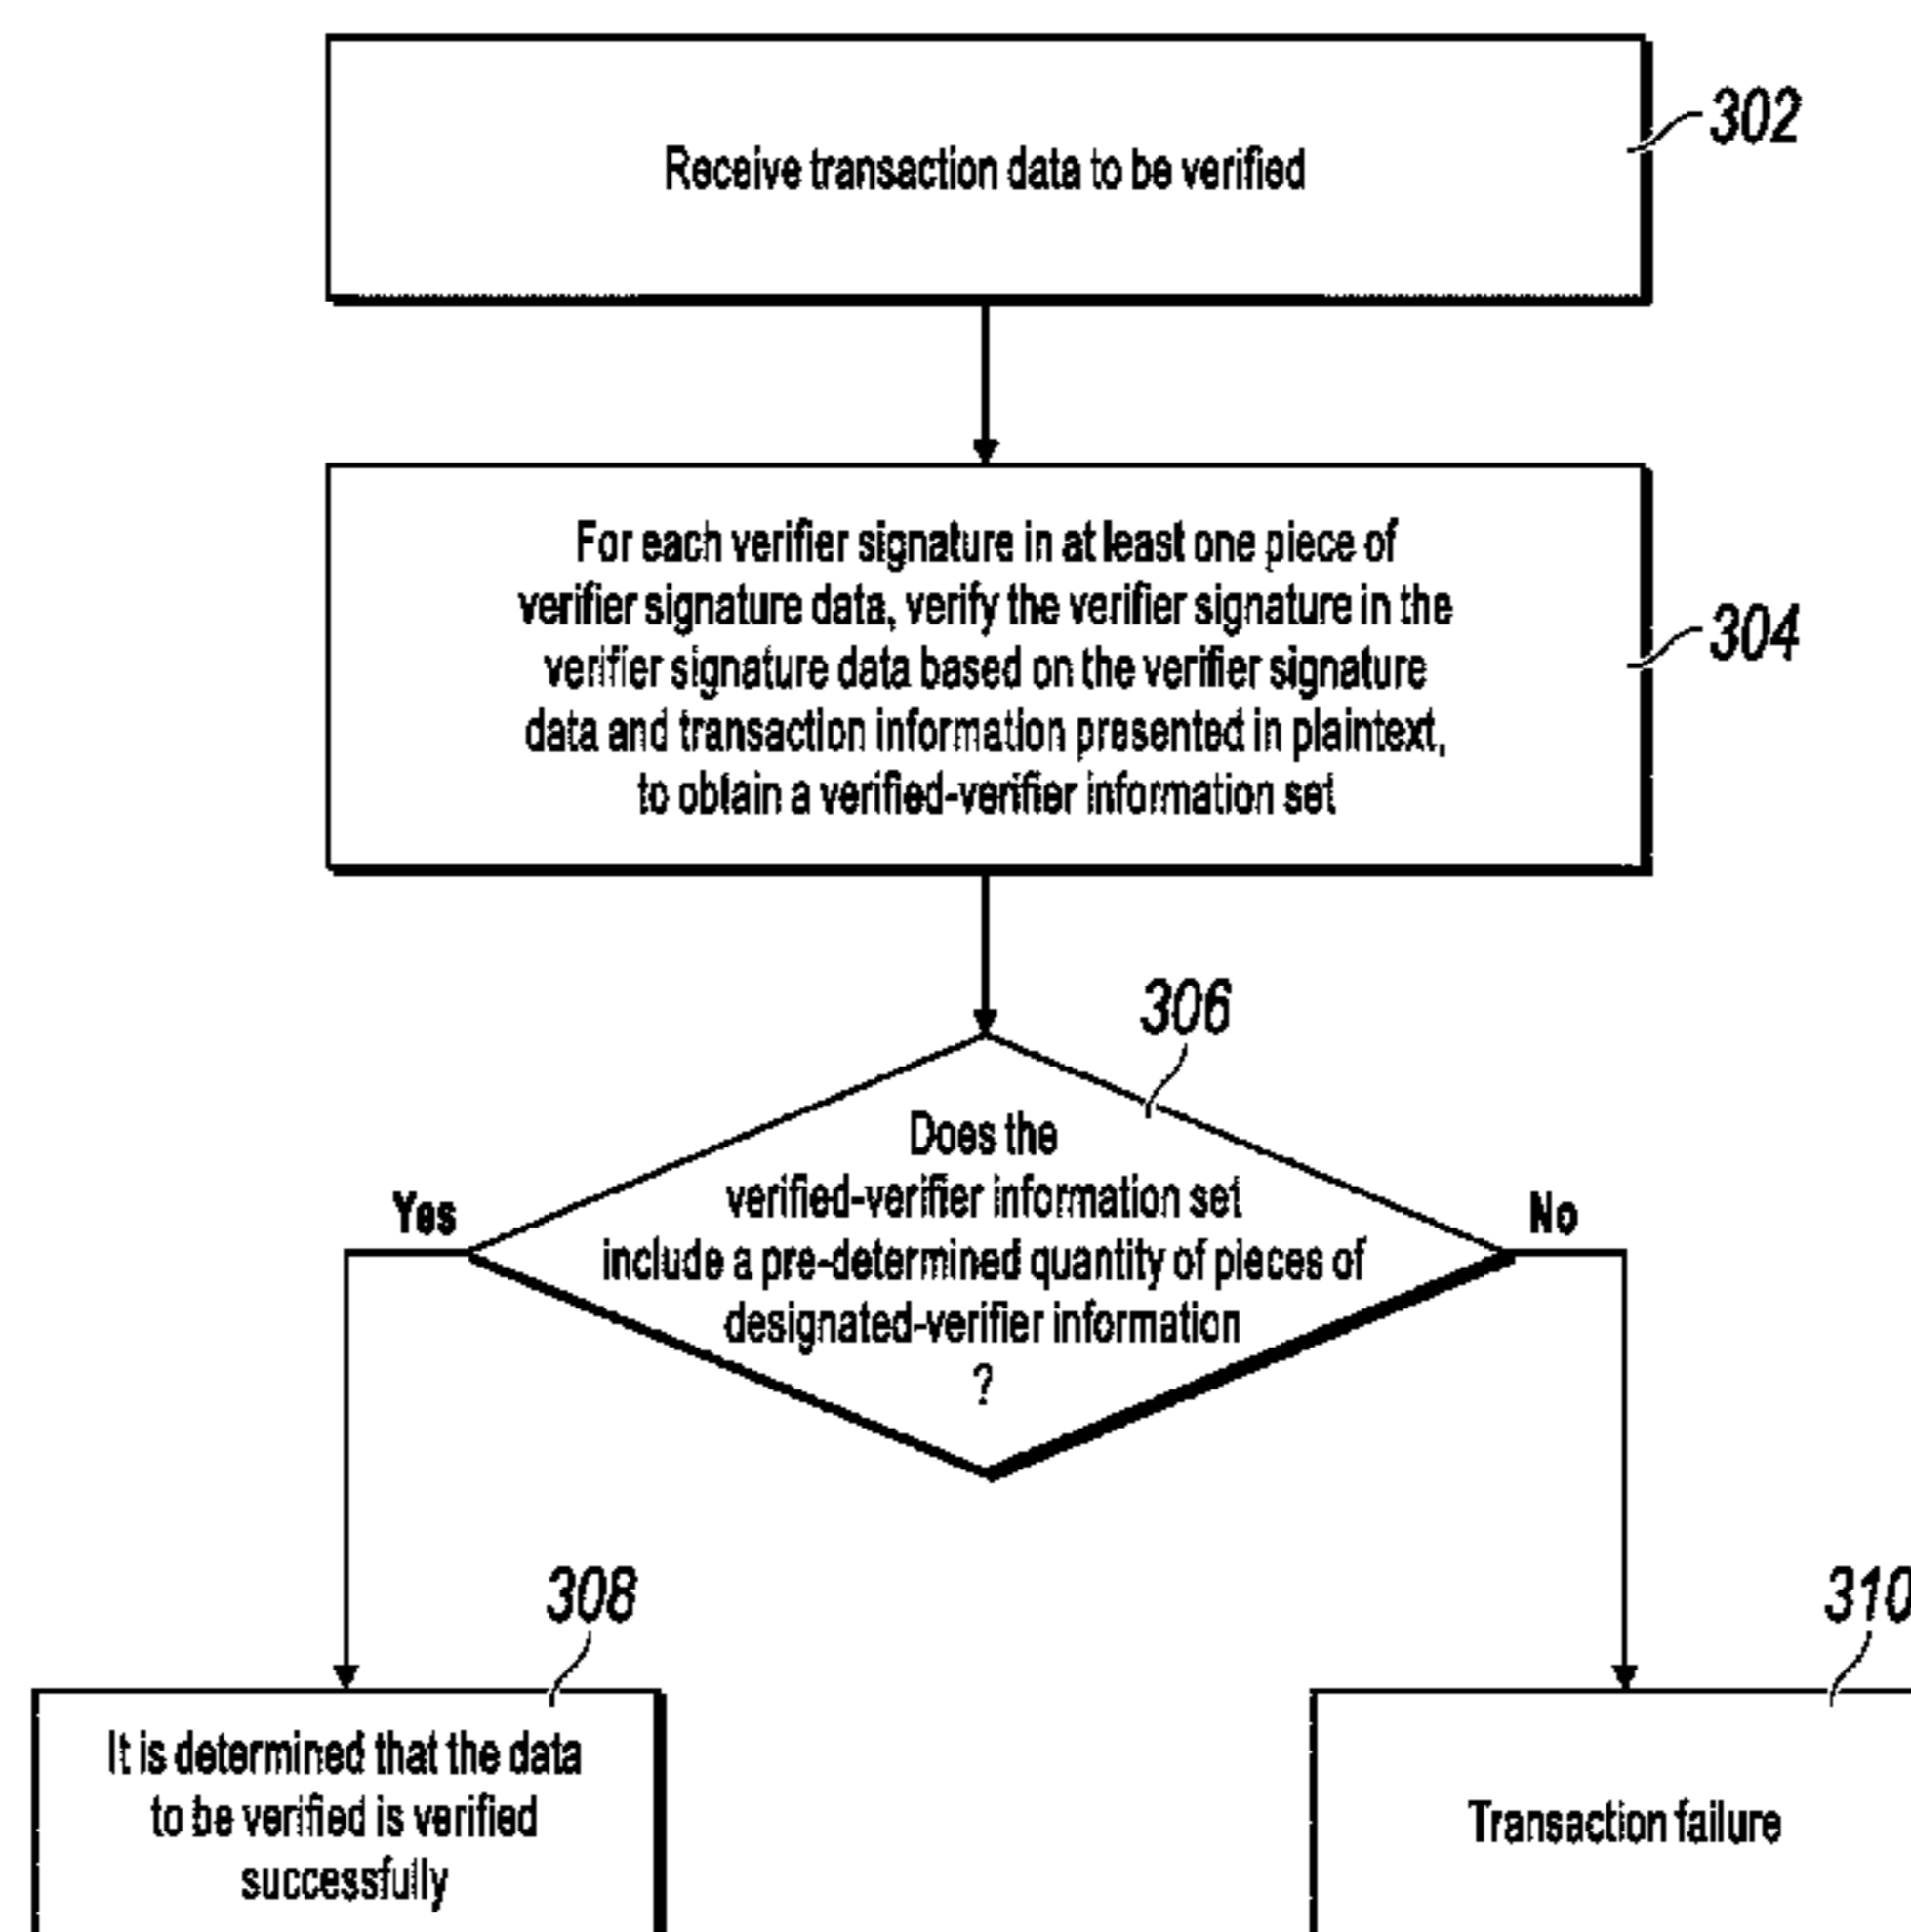 302
Receive transaction data to be verified
For each verifier signature in at least one piece of
verifier signature data, verify the verifier signature in the
verifier signature data based on the verifier signature
data and transaction information presented in plaintext,
to obtain a verified-verifier information set
304
306
Does the
verified-verifier information set
include a pre-determined quantity of pieces of
designated-verifier information
?
Yes
No
308
310
It is determined that the data
to be verified is verified
successfully
Transaction failure